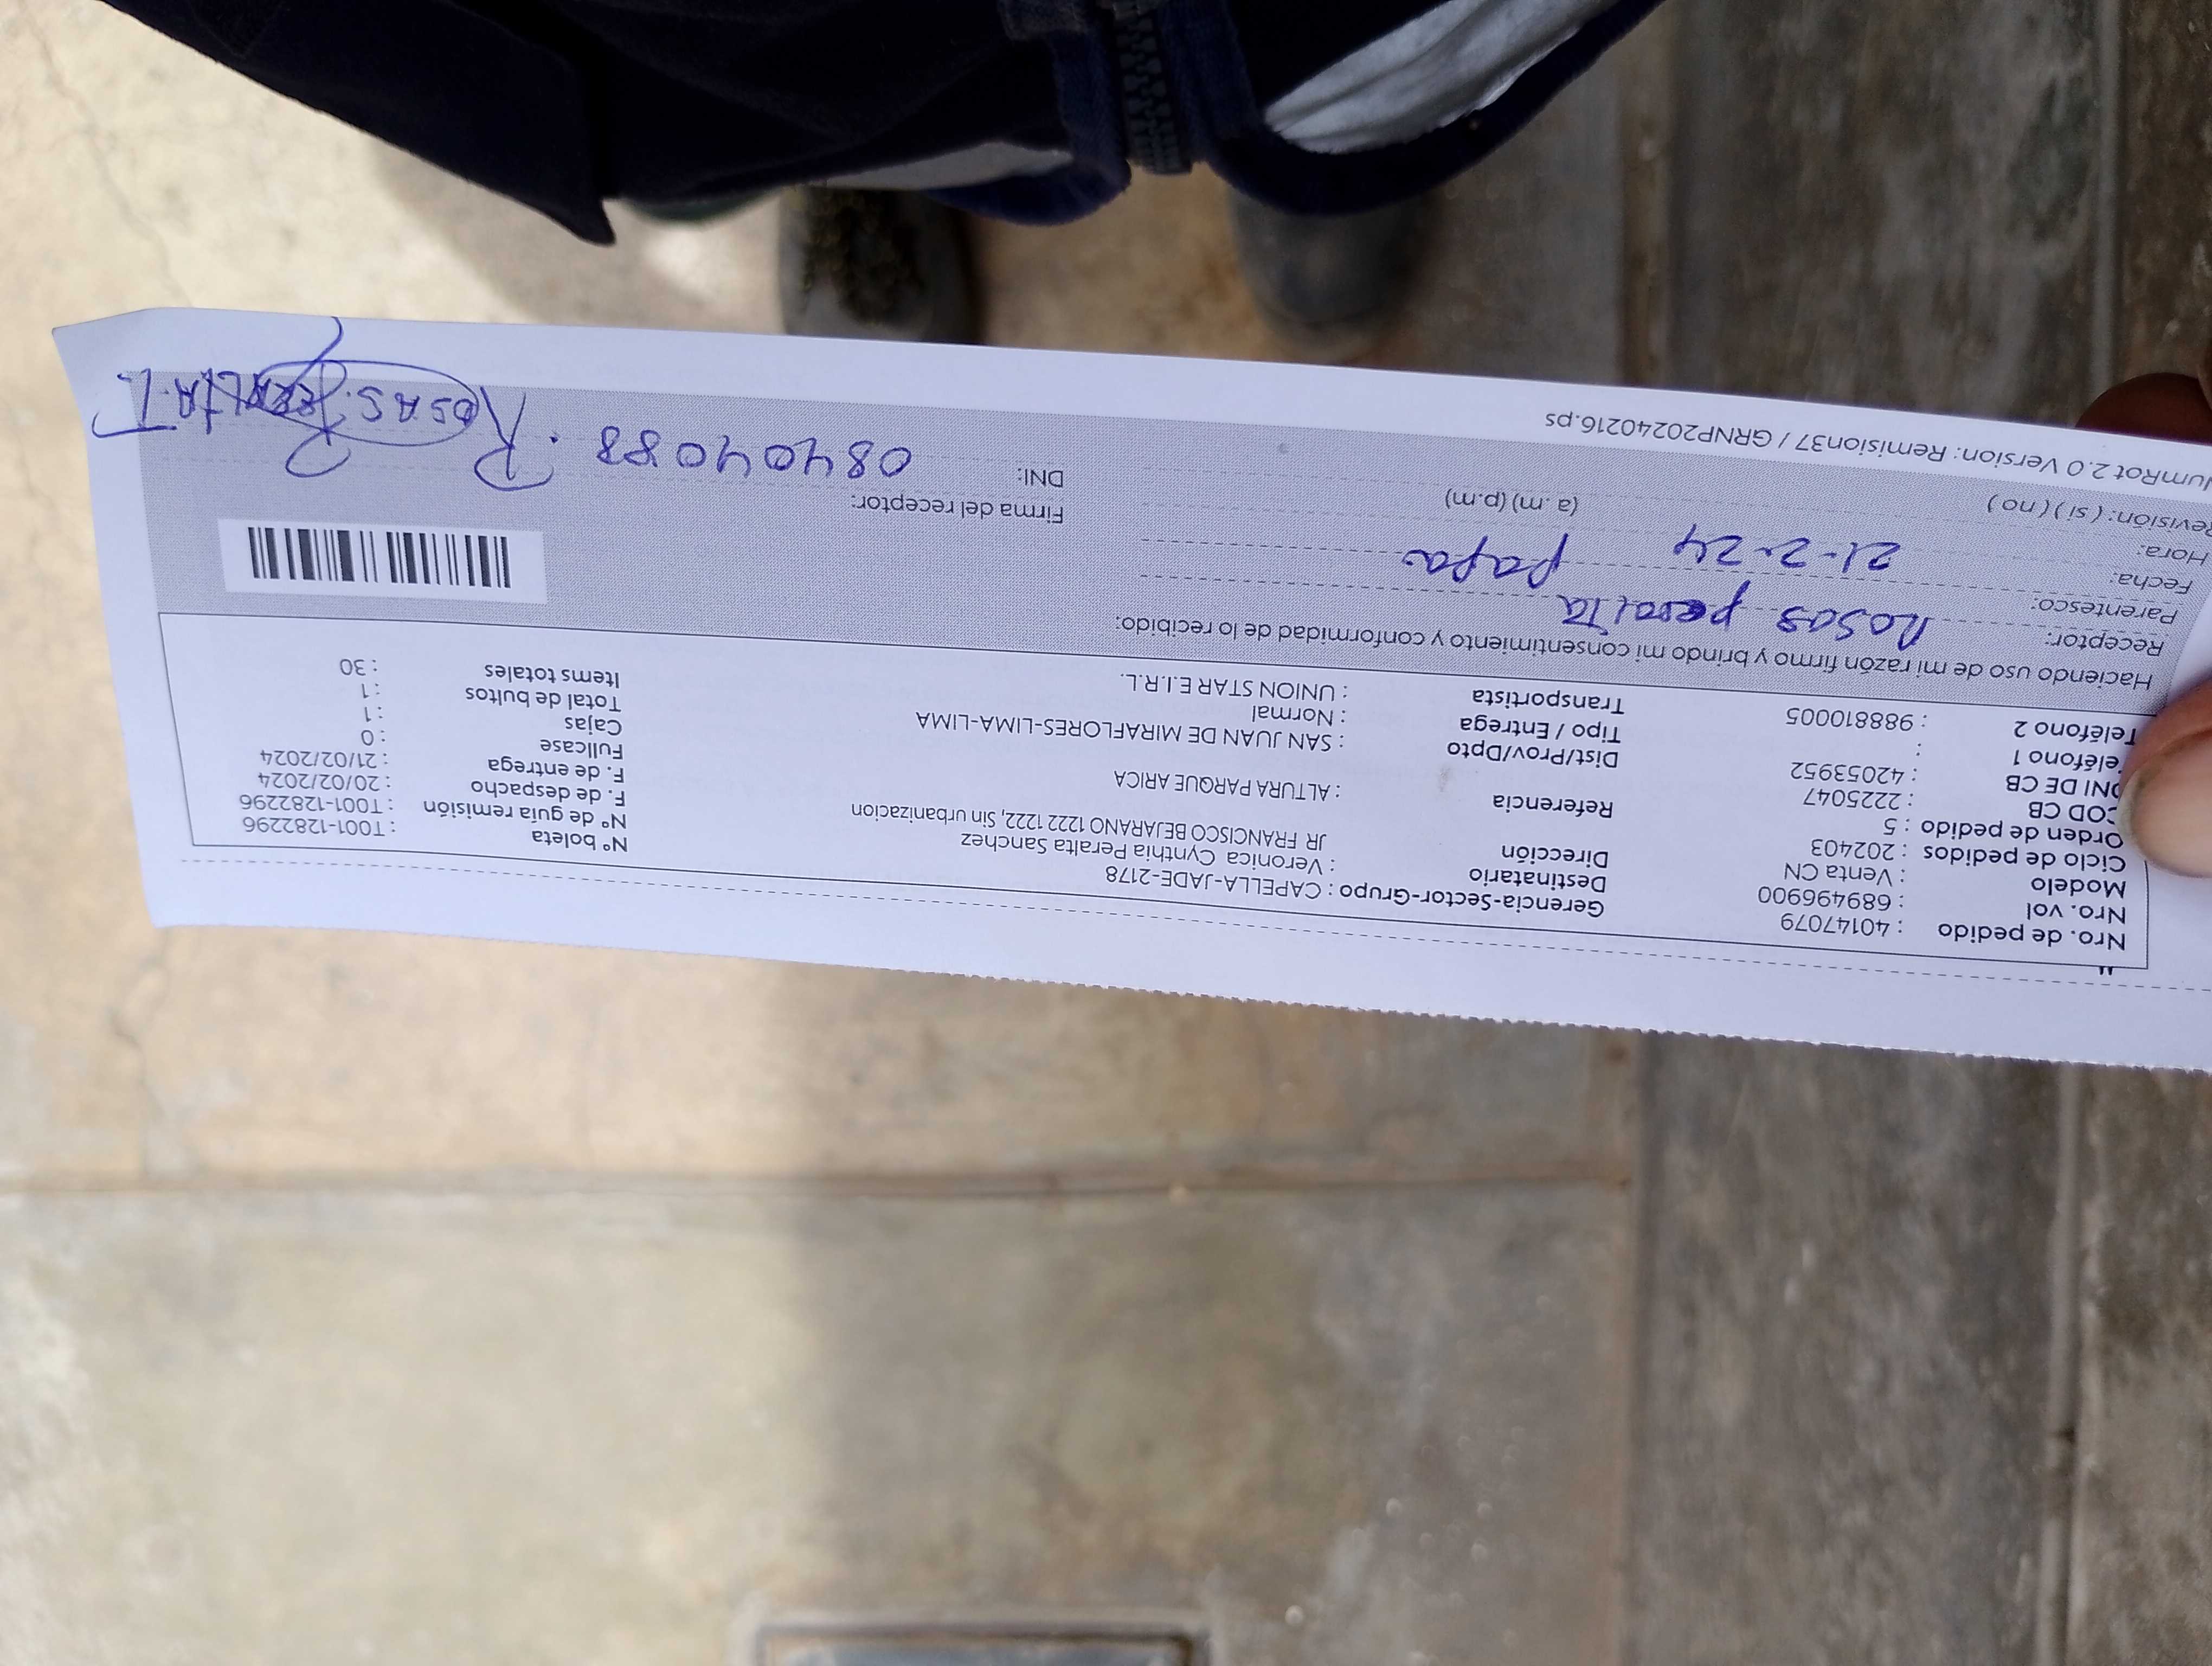 Nro. de pedido : 40147079
Nro. vol : 689496900
Modelo : Venta CN
Ciclo de pedidos : 202403
Orden de pedido : 5
COD CB : 2225047
DNI DE CB : 42053952
Teléfono 1 :
Teléfono 2 : 988810005
Gerencia-Sector-Grupo : CAPELLA-JADE-2178
Destinatario : Veronica Cynthia Peralta Sanchez
Dirección JR FRANCISCO BEJARANO 1222 1222, Sin urbanizacion
Referencia : ALTURA PARQUE ARICA
Dist/Prov/Dpto : SAN JUAN DE MIRAFLORES-LIMA-LIMA
Tipo / Entrega : Normal
Transportista : UNION STAR E.I.R.L.
N° boleta : T001-1282296
N° de guía remisión : T001-1282296
F. de despacho : 20/02/2024
F. de entrega : 21/02/2024
Fullcase : 0
Cajas : 1
Total de bultos : 1
Items totales : 30
Haciendo uso de mi razón firmo y brindo mi consentimiento y conformidad de lo recibido:
Receptor: Rosas peralta
Parentesco: papa
Fecha: 21-2-24
Hora: (a .m) (p.m)
Revisión: ( si ) ( no )
Firma del receptor:
DNI: 08404088
R. ROSAS.
NumRot 2.0 Version: Remision37 / GRNP20240216.ps